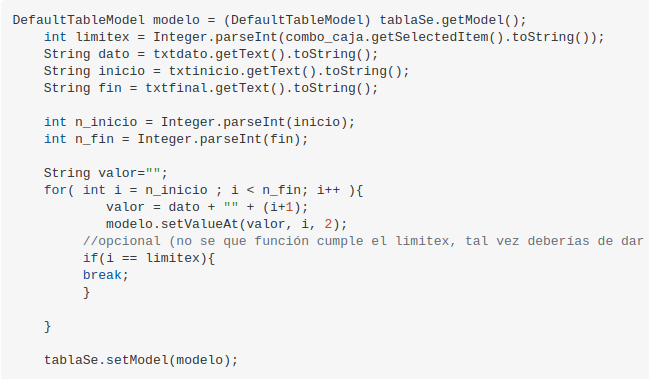 DefaultTableModel modelo = (DefaultTableModel) tablaSe.getModel();
int limitex = Integer.parseInt(combo_caja.getSelectedItem().toString());
String dato = txtdato.getText().toString();
String inicio = txtinicio.getText().toString();
String fin = txtfinal.getText().toString();
int n_inicio = Integer.parseInt(inicio);
int n_fin = Integer.parseInt(fin);
String valor="";
for( int i = n_inicio ; i < n_fin; i++ ){
valor = dato + "" + (i+1);
modelo.setValueAt(valor, i, 2);
//opcional (no se que función cumple el limitex, tal vez deberías de dar
if(i == limitex){
break;
}
}
tablaSe.setModel(modelo);